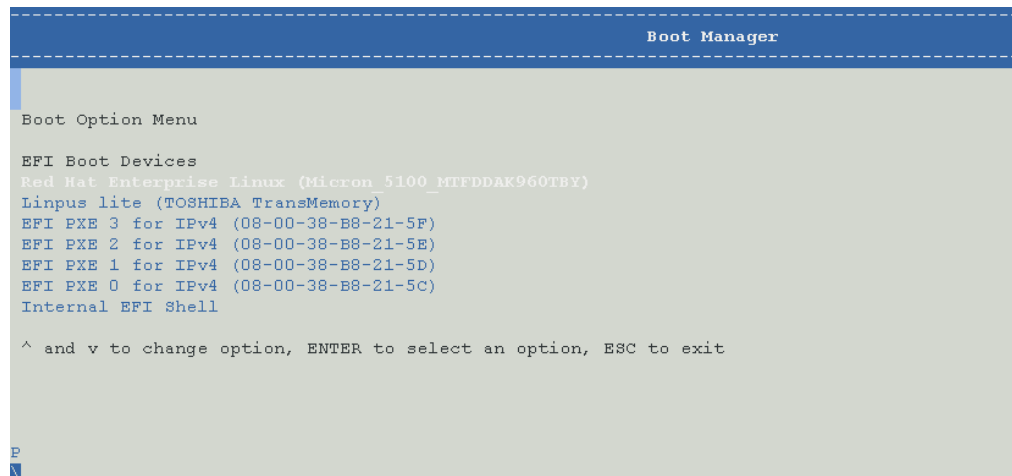 Boot Manager
Boot Option Menu
EFI Boot Devices
Red Hat Enterprise Linux (Micron_5100_MTFDDAK960TBY)
Linpus lite (TOSHIBA TransMemory)
EFI PXE 3 for IPv4 (08-00-38-B8-21-5F)
EFI PXE 2 for IPv4 (08-00-38-B8-21-5E)
EFI PXE 1 for IPv4 (08-00-38-B8-21-5D)
EFI PXE 0 for IPv4 (08-00-38-B8-21-5C)
Internal EFI Shell
^ and v to change option, ENTER to select an option, ESC to exit
P
\